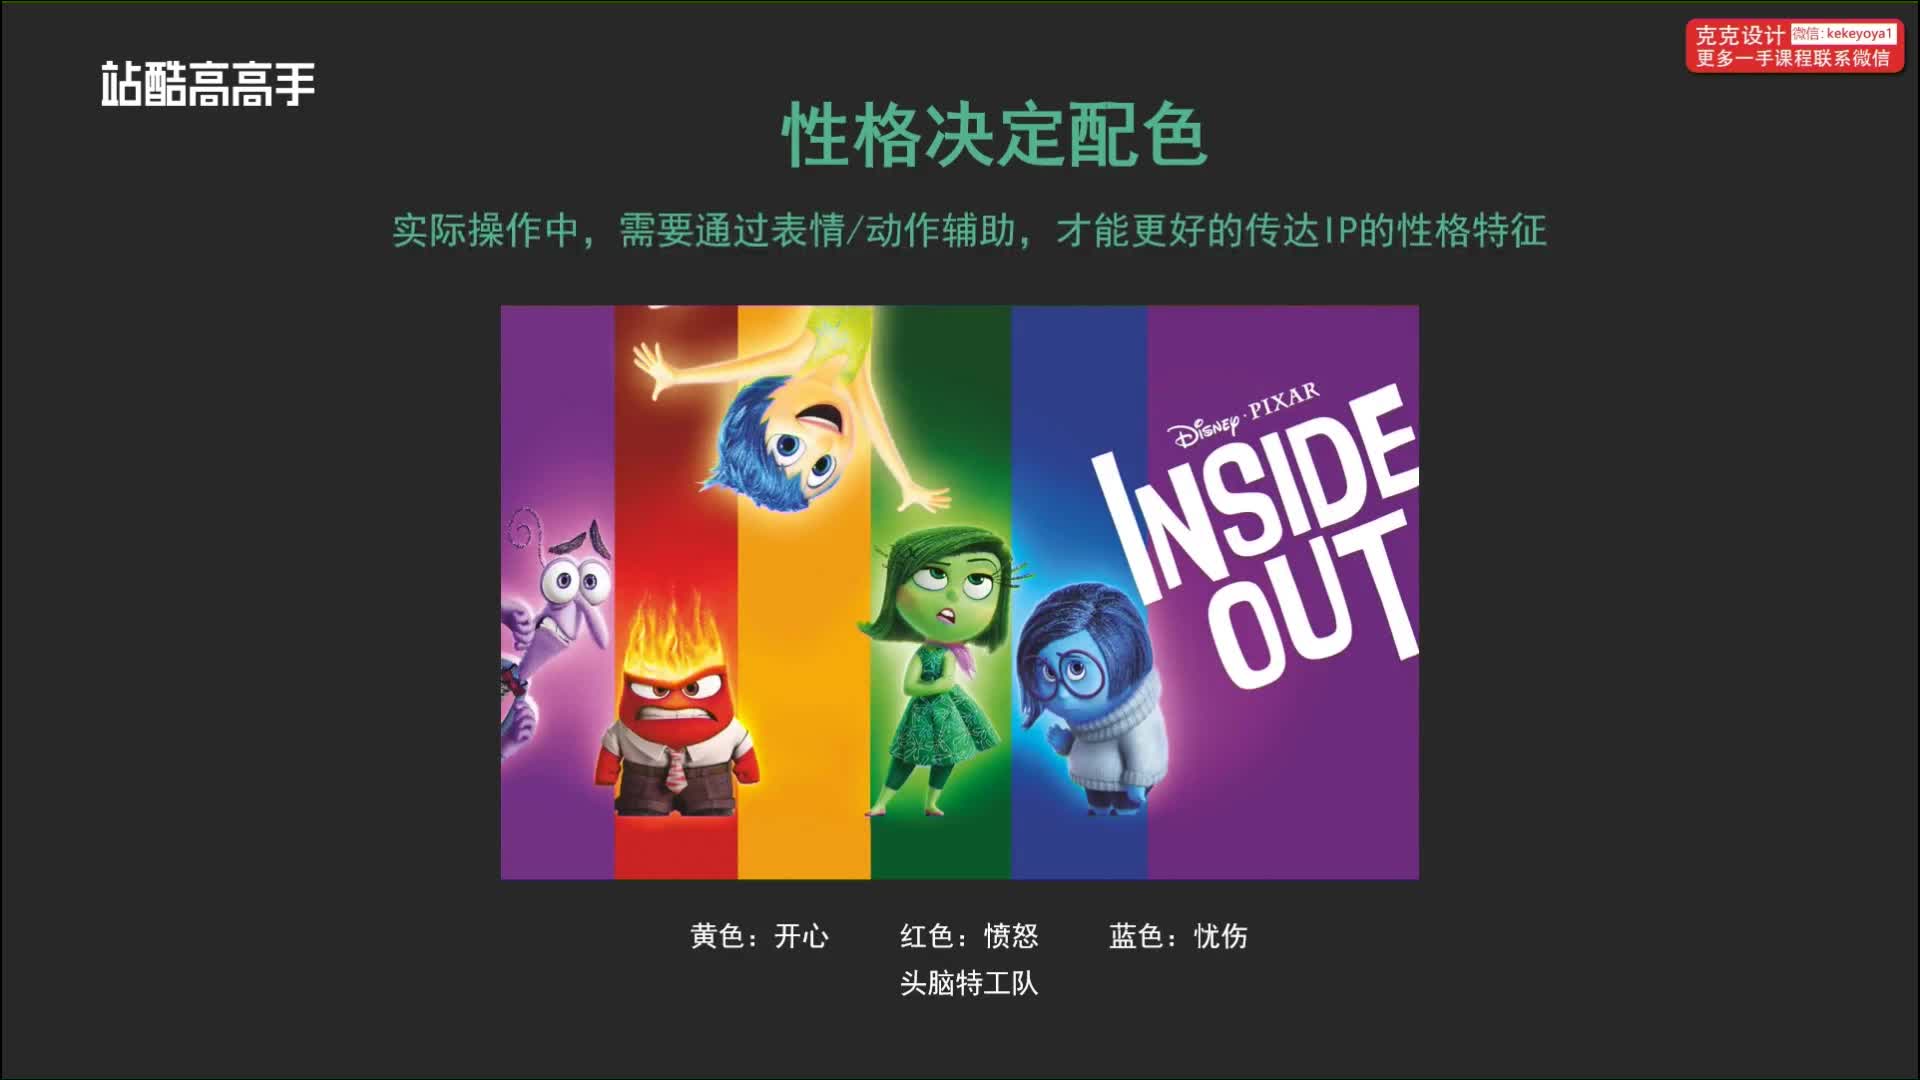 站酷高高手
克克设计 微信:kekeyoya1
更多一手课程联系微信
性格决定配色
实际操作中，需要通过表情/动作辅助，才能更好的传达IP的性格特征
DISNEY·PIXAR
INSIDE
OUT
黄色：开心 红色：愤怒 蓝色：忧伤
头脑特工队